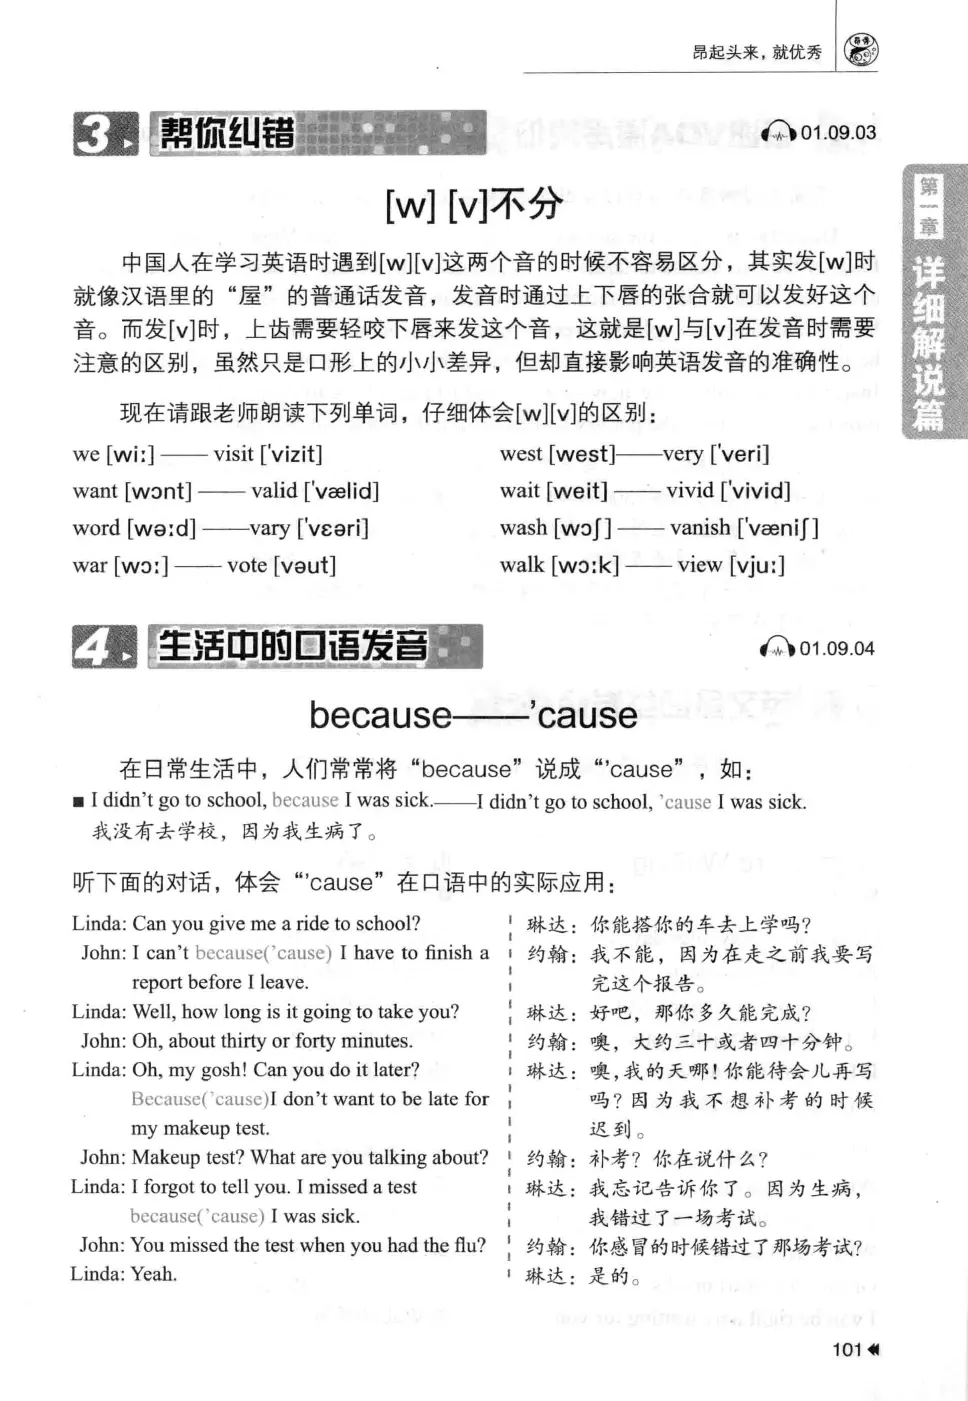 昂起头来，就优秀
3 帮你纠错
01.09.03
[w] [v]不分
中国人在学习英语时遇到[w][v]这两个音的时候不容易区分，其实发[w]时
就像汉语里的“屋”的普通话发音，发音时通过上下唇的张合就可以发好这个
音。而发[v]时，上齿需要轻咬下唇来发这个音，这就是[w]与[v]在发音时需要
注意的区别，虽然只是口形上的小小差异，但却直接影响英语发音的准确性。
现在请跟老师朗读下列单词，仔细体会[w][v]的区别：
we [wi:] —— visit ['vizit]
west [west]——very ['veri]
want [wɔnt] —— valid ['vælid]
wait [weit] —— vivid ['vivid]
word [wə:d] ——vary ['vɛəri]
wash [wɔʃ] —— vanish ['væniʃ]
war [wɔ:] —— vote [vəut]
walk [wɔ:k] —— view [vju:]
4 生活中的口语发音
01.09.04
because——'cause
在日常生活中，人们常常将“because”说成“'cause”，如：
■ I didn't go to school, because I was sick.——I didn't go to school, 'cause I was sick.
我没有去学校，因为我生病了。
听下面的对话，体会“'cause”在口语中的实际应用：
Linda: Can you give me a ride to school?
John: I can't because('cause) I have to finish a
report before I leave.
Linda: Well, how long is it going to take you?
John: Oh, about thirty or forty minutes.
Linda: Oh, my gosh! Can you do it later?
Because('cause)I don't want to be late for
my makeup test.
John: Makeup test? What are you talking about?
Linda: I forgot to tell you. I missed a test
because('cause) I was sick.
John: You missed the test when you had the flu?
Linda: Yeah.
琳达：你能搭你的车去上学吗？
约翰：我不能，因为在走之前我要写
完这个报告。
琳达：好吧，那你多久能完成？
约翰：噢，大约三十或者四十分钟。
琳达：噢，我的天哪！你能待会儿再写
吗？因为我不想补考的时候
迟到。
约翰：补考？你在说什么？
琳达：我忘记告诉你了。因为生病，
我错过了一场考试。
约翰：你感冒的时候错过了那场考试？
琳达：是的。
第一章
详细解说篇
101